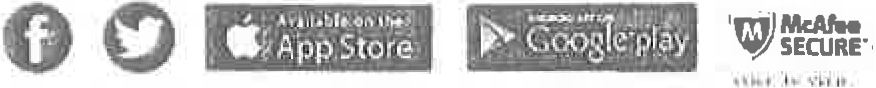 f
Available on the
App Store
Google play
McAfee
SECURE